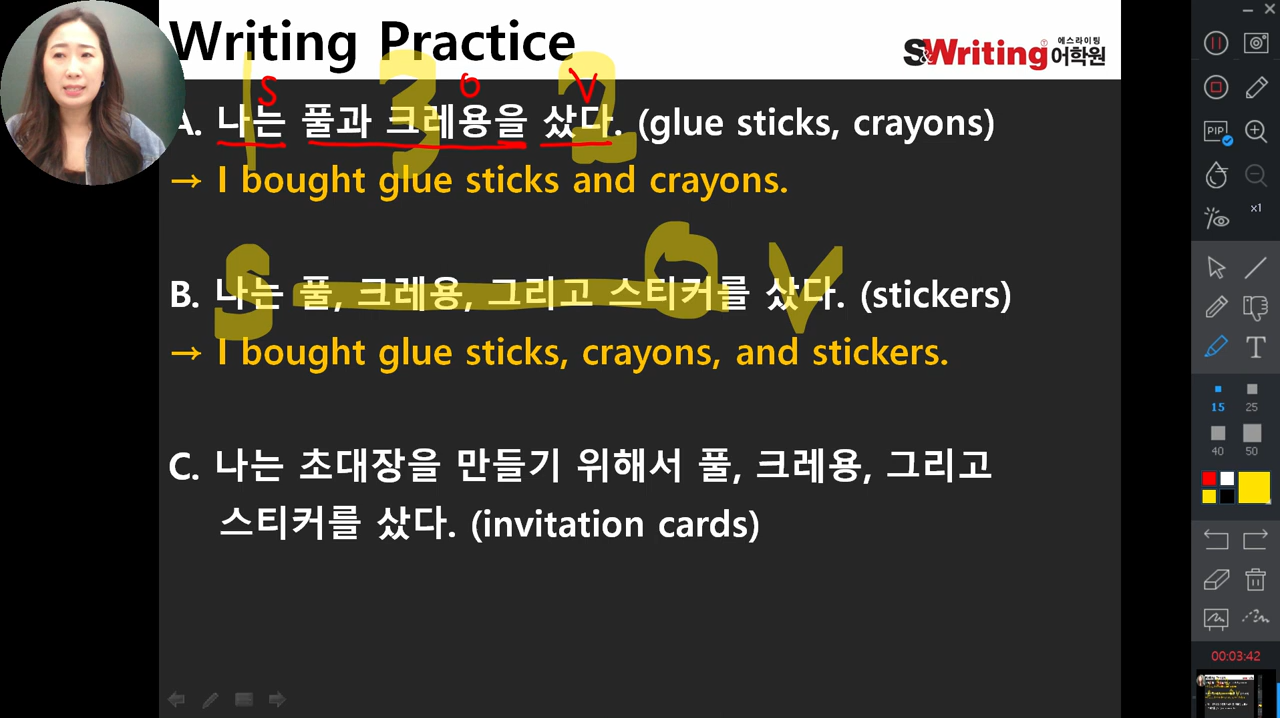 Writing Practice
S&Writing 에스라이팅 어학원
S O V
1 3 2
A. 나는 풀과 크레용을 샀다. (glue sticks, crayons)
→ I bought glue sticks and crayons.
S O V
B. 나는 풀, 크레용, 그리고 스티커를 샀다. (stickers)
→ I bought glue sticks, crayons, and stickers.
C. 나는 초대장을 만들기 위해서 풀, 크레용, 그리고
스티커를 샀다. (invitation cards)
PIP
x1
T
15 25
40 50
00:03:42